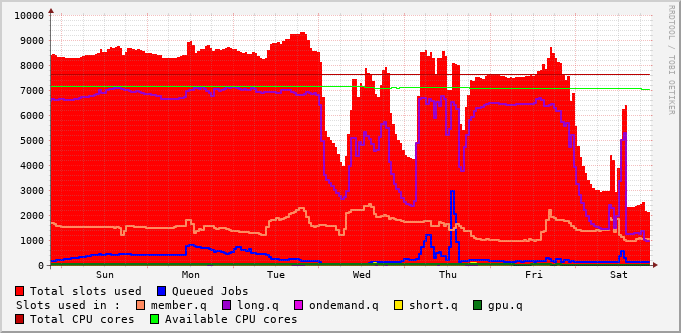 RRDTOOL / TOBI OETIKER
10000
9000
8000
7000
6000
5000
4000
3000
2000
1000
0
Sun Mon Tue Wed Thu Fri Sat
Total slots used Queued Jobs
Slots used in : member.q long.q ondemand.q short.q gpu.q
Total CPU cores Available CPU cores